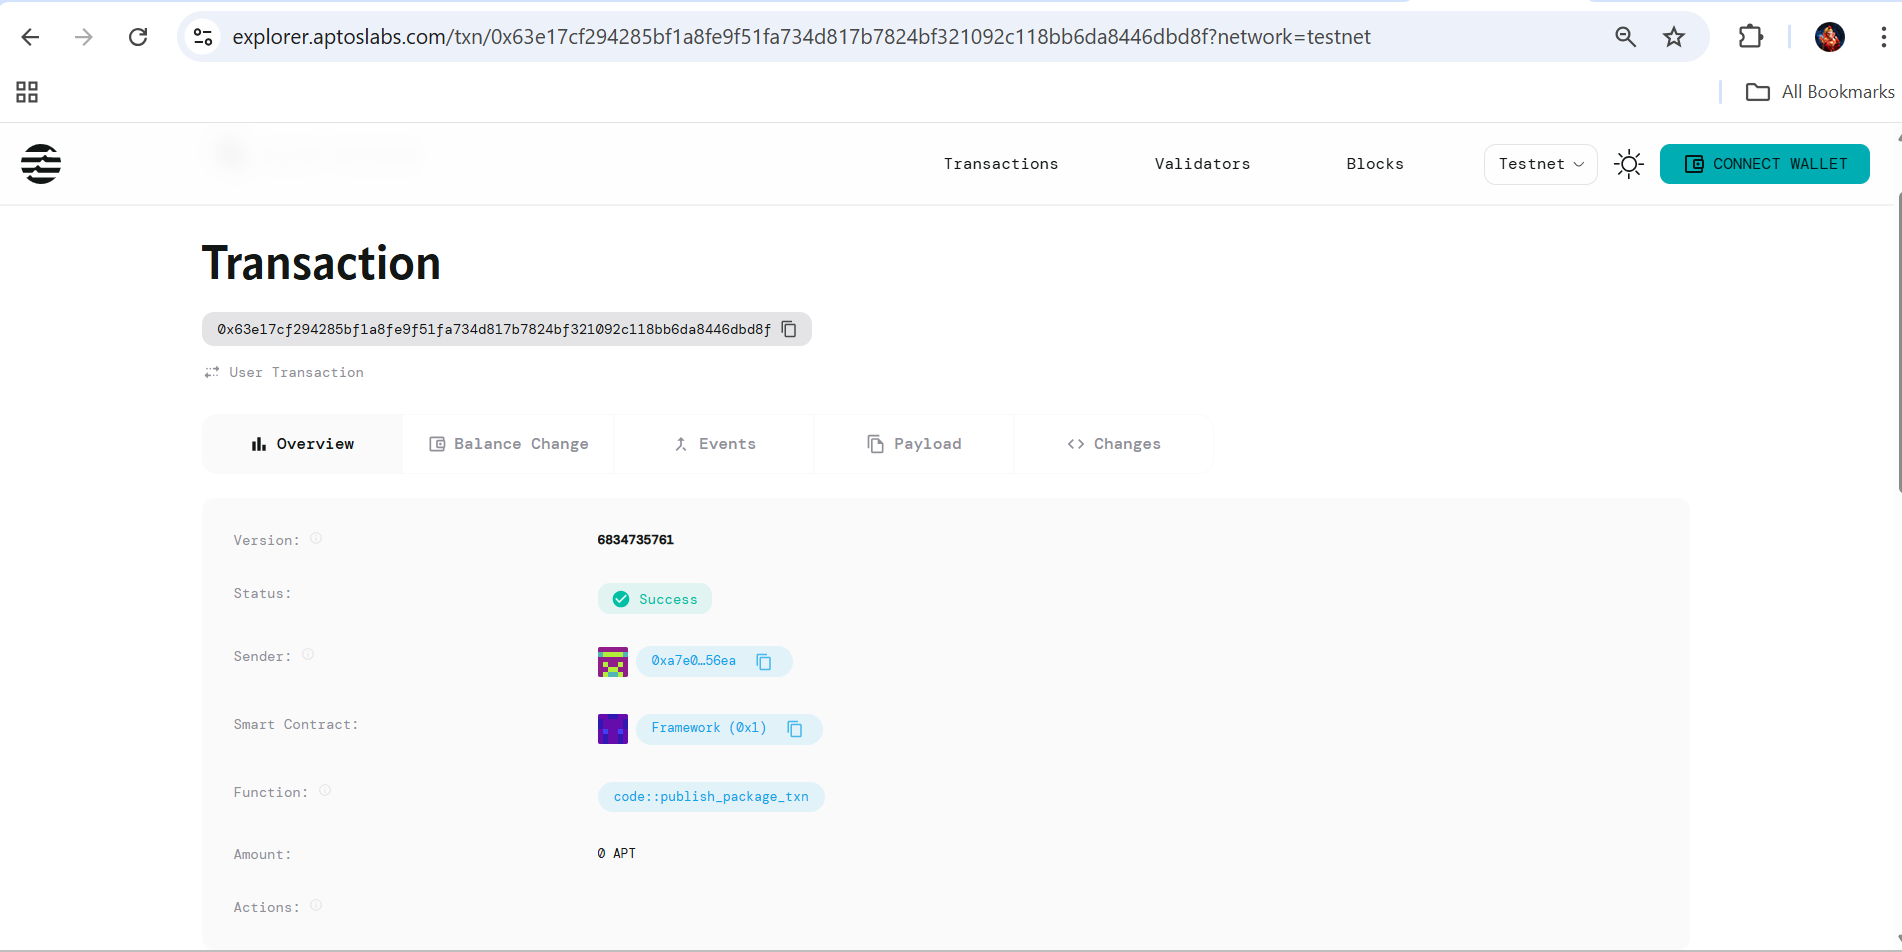 explorer.aptoslabs.com/txn/0x63e17cf294285bf1a8fe9f51fa734d817b7824bf321092c118bb6da8446dbd8f?network=testnet
All Bookmarks
Transactions
Validators
Blocks
Testnet
CONNECT WALLET
Transaction
0x63e17cf294285bf1a8fe9f51fa734d817b7824bf321092c118bb6da8446dbd8f
User Transaction
Overview
Balance Change
Events
Payload
Changes
Version: 6834735761
Status: Success
Sender: 0xa7e0…56ea
Smart Contract: Framework (0x1)
Function: code::publish_package_txn
Amount: 0 APT
Actions: